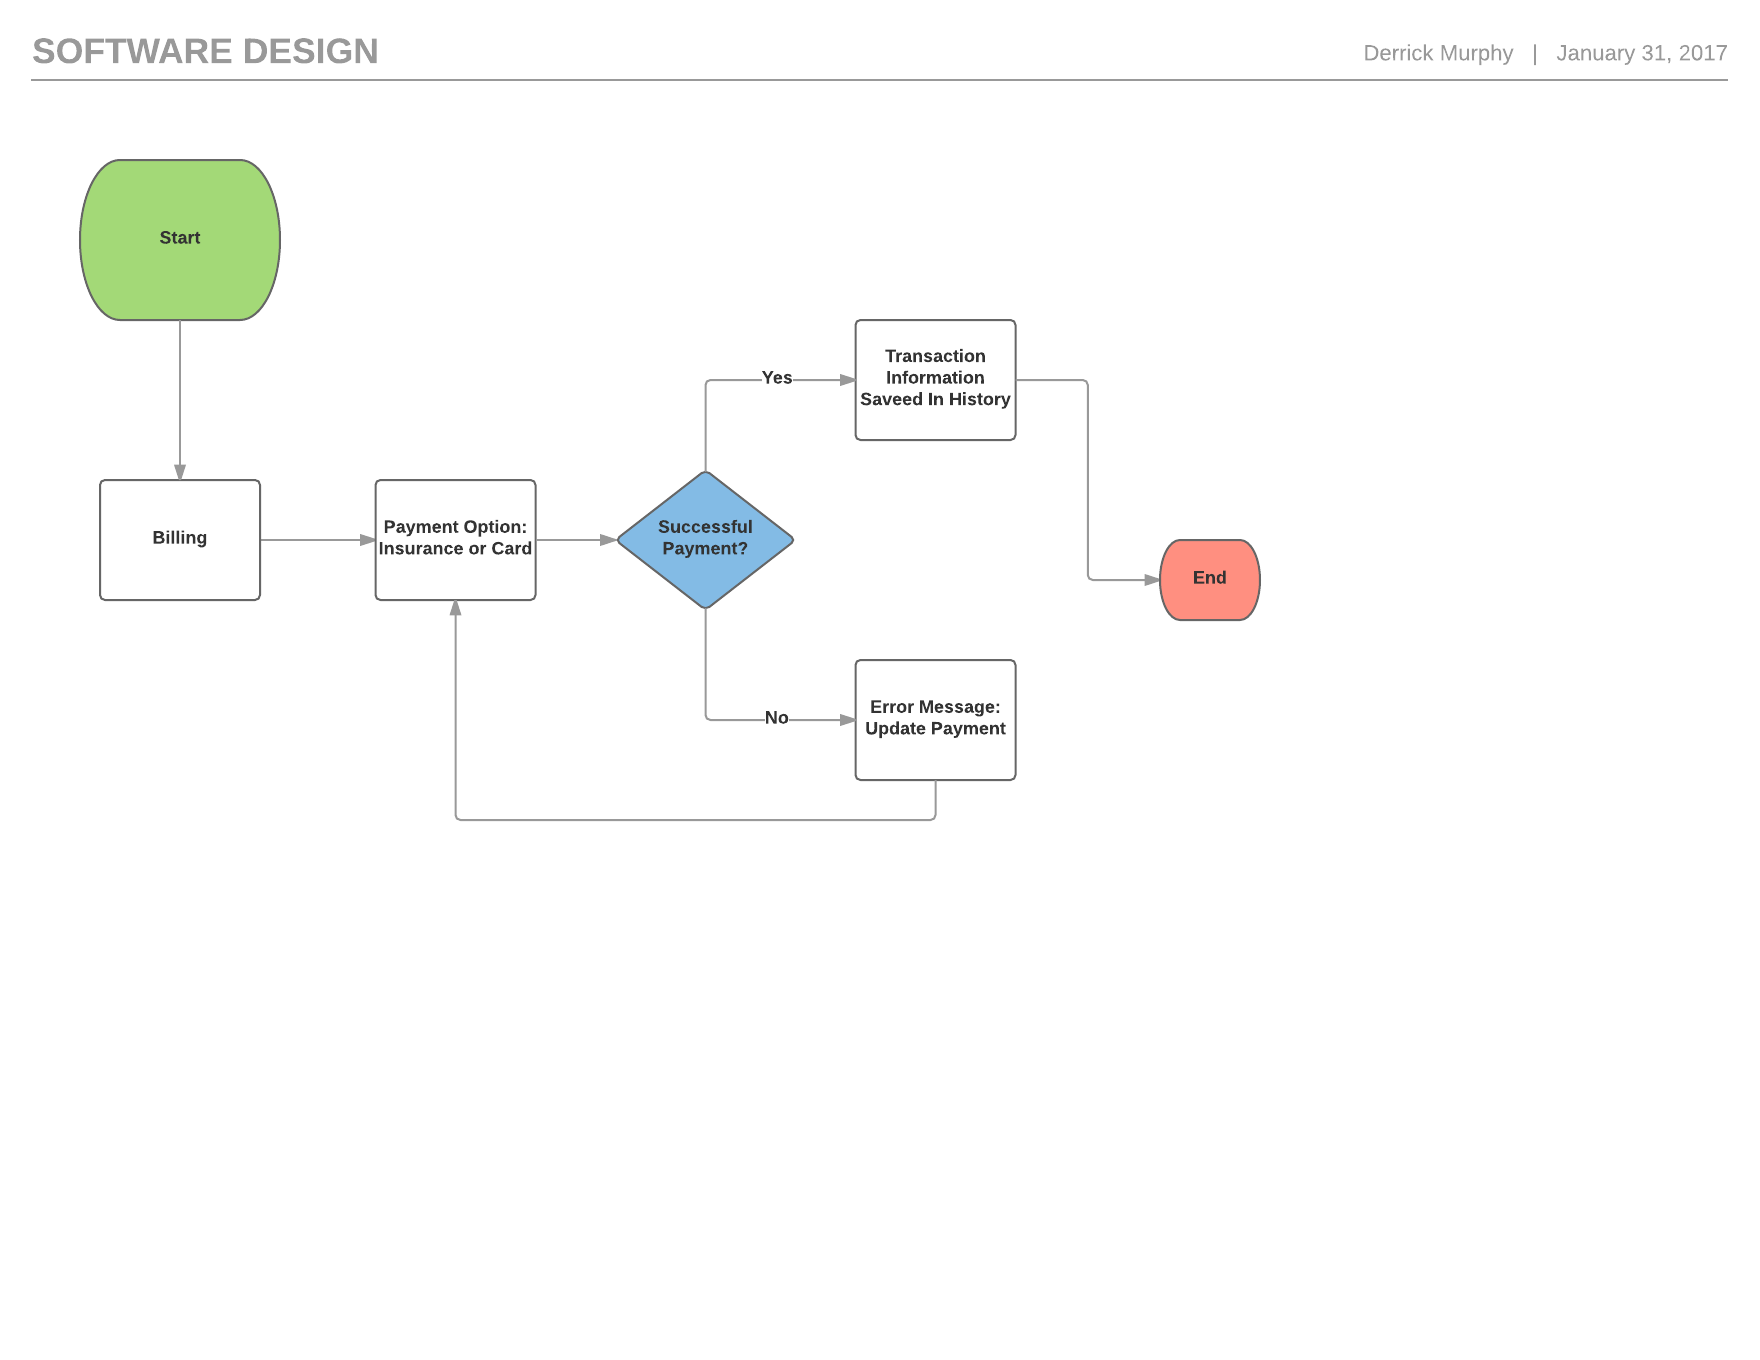 SOFTWARE DESIGN
Derrick Murphy | January 31, 2017
Start
Billing
Payment Option:
Insurance or Card
Successful
Payment?
Yes
Transaction
Information
Saveed In History
No
Error Message:
Update Payment
End